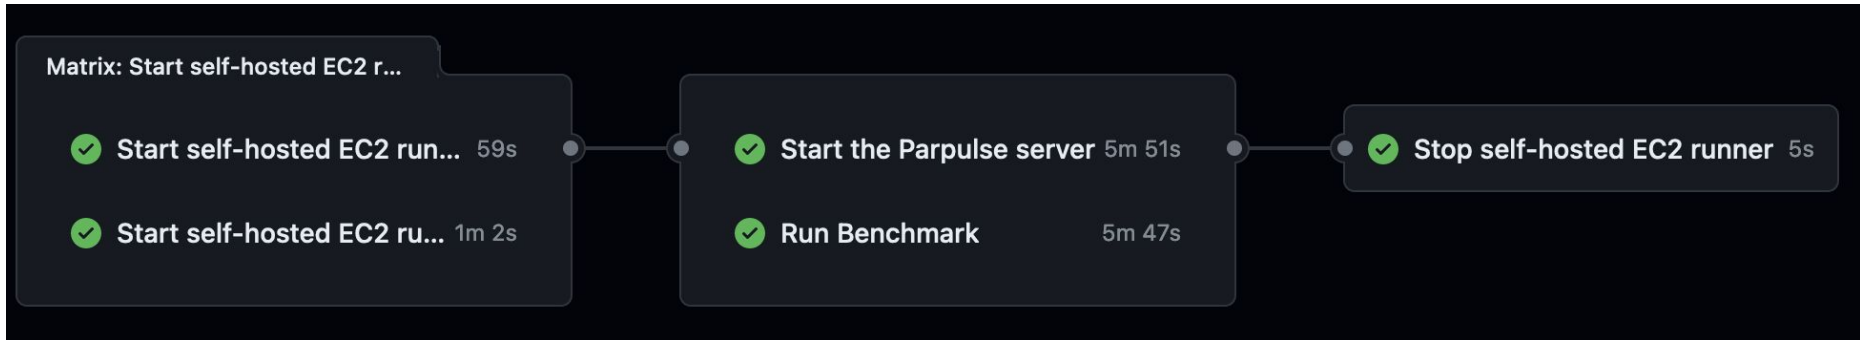 Matrix: Start self-hosted EC2 r...
Start self-hosted EC2 run... 59s
Start self-hosted EC2 ru... 1m 2s
Start the Parpulse server 5m 51s
Run Benchmark 5m 47s
Stop self-hosted EC2 runner 5s